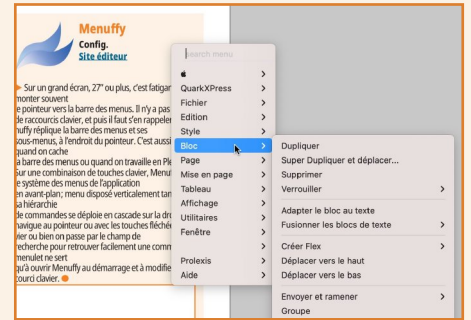 Menuffy
Config.
Site éditeur
Sur un grand écran, 27" ou plus, c'est fatigar
monter souvent
e pointeur vers la barre des menus. Il n'y a pas
de raccourcis clavier, et puis il faut s'en rappeler
nuffy réplique la barre des menus et ses
sous-menus, à l'endroit du pointeur. C'est aussi
quand on cache
a barre des menus ou quand on travaille en Ple
Sur une combinaison de touches clavier, Menu
e système des menus de l'application
en avant-plan; menu disposé verticalement tan
sa hiérarchie
de commandes se déploie en cascade sur la dro
navigue au pointeur ou avec les touches fléché
vier ou bien on passe par le champ de
recherche pour retrouver facilement une comm
menulet ne sert
qu'à ouvrir Menuffy au démarrage et à modifie
courci clavier.
search menu
QuarkXPress
Fichier
Edition
Style
Bloc
Page
Mise en page
Tableau
Affichage
Utilitaires
Fenêtre
Prolexis
Aide
Dupliquer
Super Dupliquer et déplacer...
Supprimer
Verrouiller
Adapter le bloc au texte
Fusionner les blocs de texte
Créer Flex
Déplacer vers le haut
Déplacer vers le bas
Envoyer et ramener
Groupe